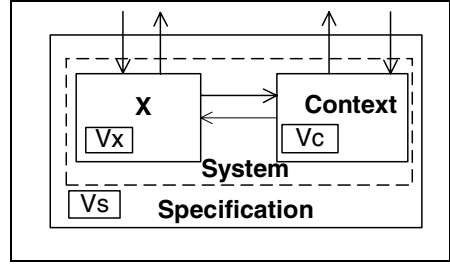 X
Context
Vx
Vc
System
Vs
Specification